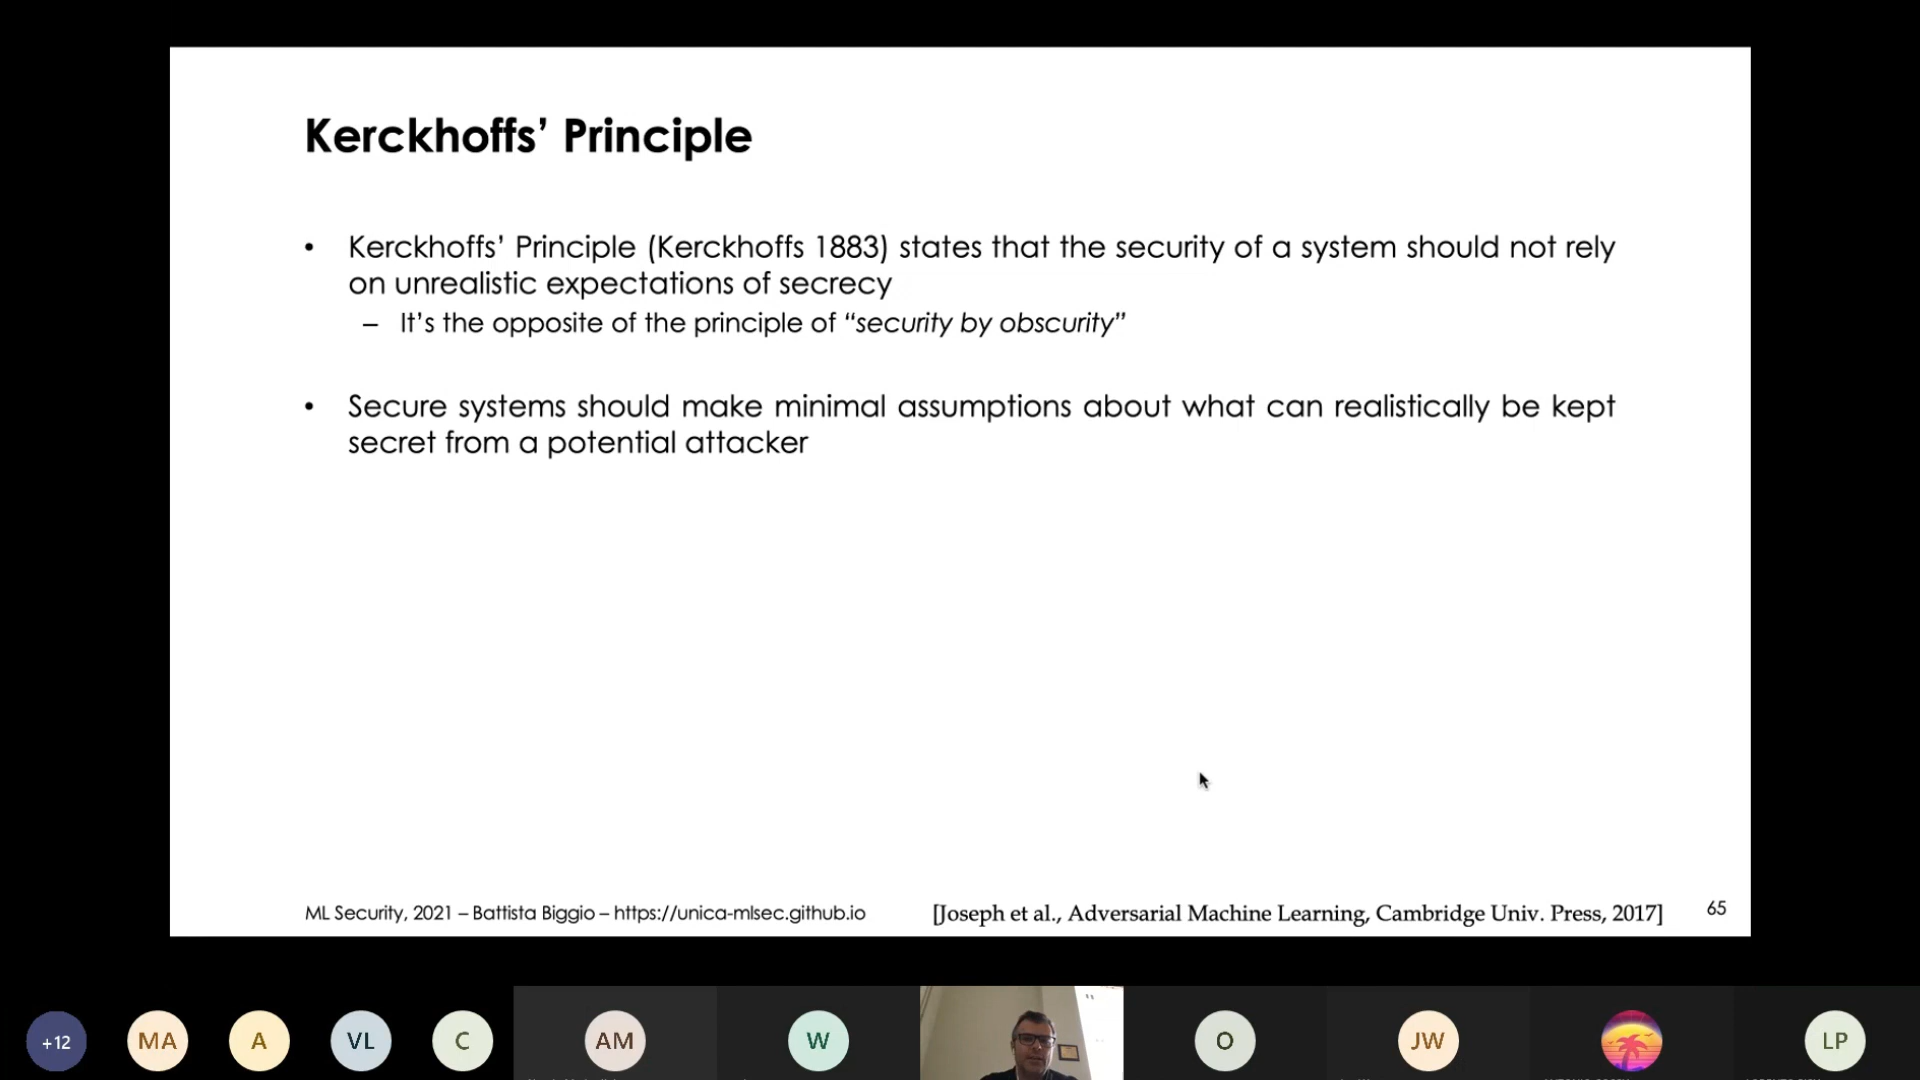 Kerckhoffs’ Principle
• Kerckhoffs’ Principle (Kerckhoffs 1883) states that the security of a system should not rely
on unrealistic expectations of secrecy
– It’s the opposite of the principle of “security by obscurity”
• Secure systems should make minimal assumptions about what can realistically be kept
secret from a potential attacker
ML Security, 2021 – Battista Biggio – https://unica-mlsec.github.io
[Joseph et al., Adversarial Machine Learning, Cambridge Univ. Press, 2017]
65
+12
MA
A
VL
C
AM
W
O
JW
LP